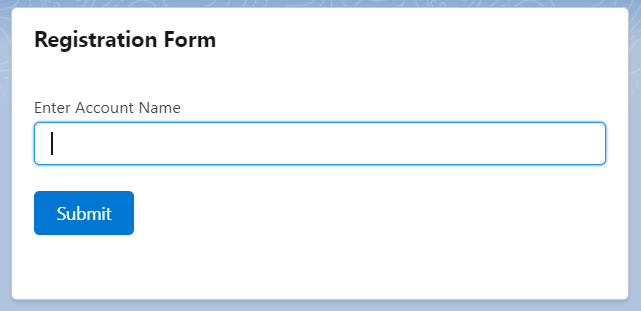 Registration Form
Enter Account Name
Submit